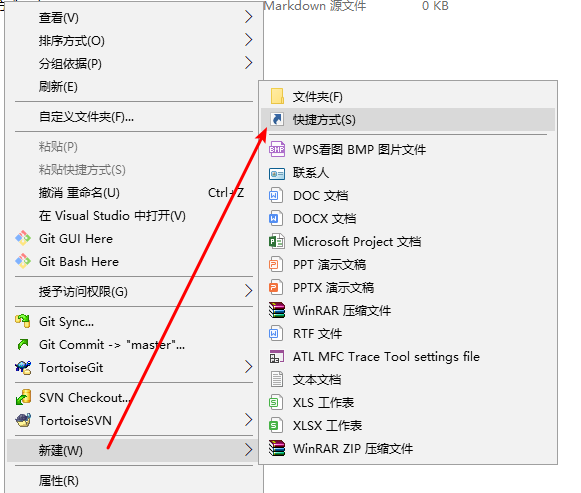 Markdown 源文件 0 KB
查看(V)
排序方式(O)
分组依据(P)
刷新(E)
自定义文件夹(F)...
粘贴(P)
粘贴快捷方式(S)
撤消 重命名(U) Ctrl+Z
在 Visual Studio 中打开(V)
Git GUI Here
Git Bash Here
授予访问权限(G)
Git Sync...
Git Commit -> "master"...
TortoiseGit
SVN Checkout...
TortoiseSVN
新建(W)
属性(R)
文件夹(F)
快捷方式(S)
WPS看图 BMP 图片文件
联系人
DOC 文档
DOCX 文档
Microsoft Project 文档
PPT 演示文稿
PPTX 演示文稿
WinRAR 压缩文件
RTF 文件
ATL MFC Trace Tool settings file
文本文档
XLS 工作表
XLSX 工作表
WinRAR ZIP 压缩文件